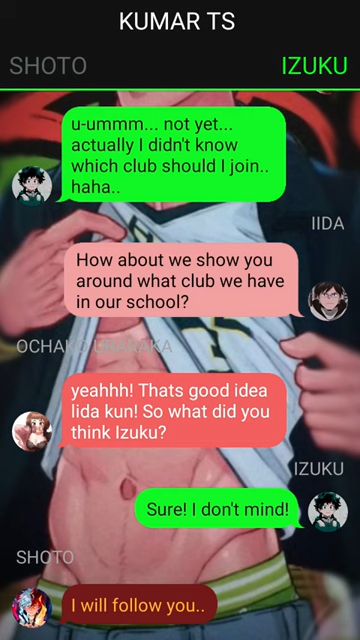 KUMAR TS
SHOTO
IZUKU
u-ummm... not yet...
actually I didn't know
which club should I join..
haha..
IIDA
How about we show you
around what club we have
in our school?
OCHAKO URARAKA
yeahhh! Thats good idea
Iida kun! So what did you
think Izuku?
IZUKU
Sure! I don't mind!
SHOTO
I will follow you..